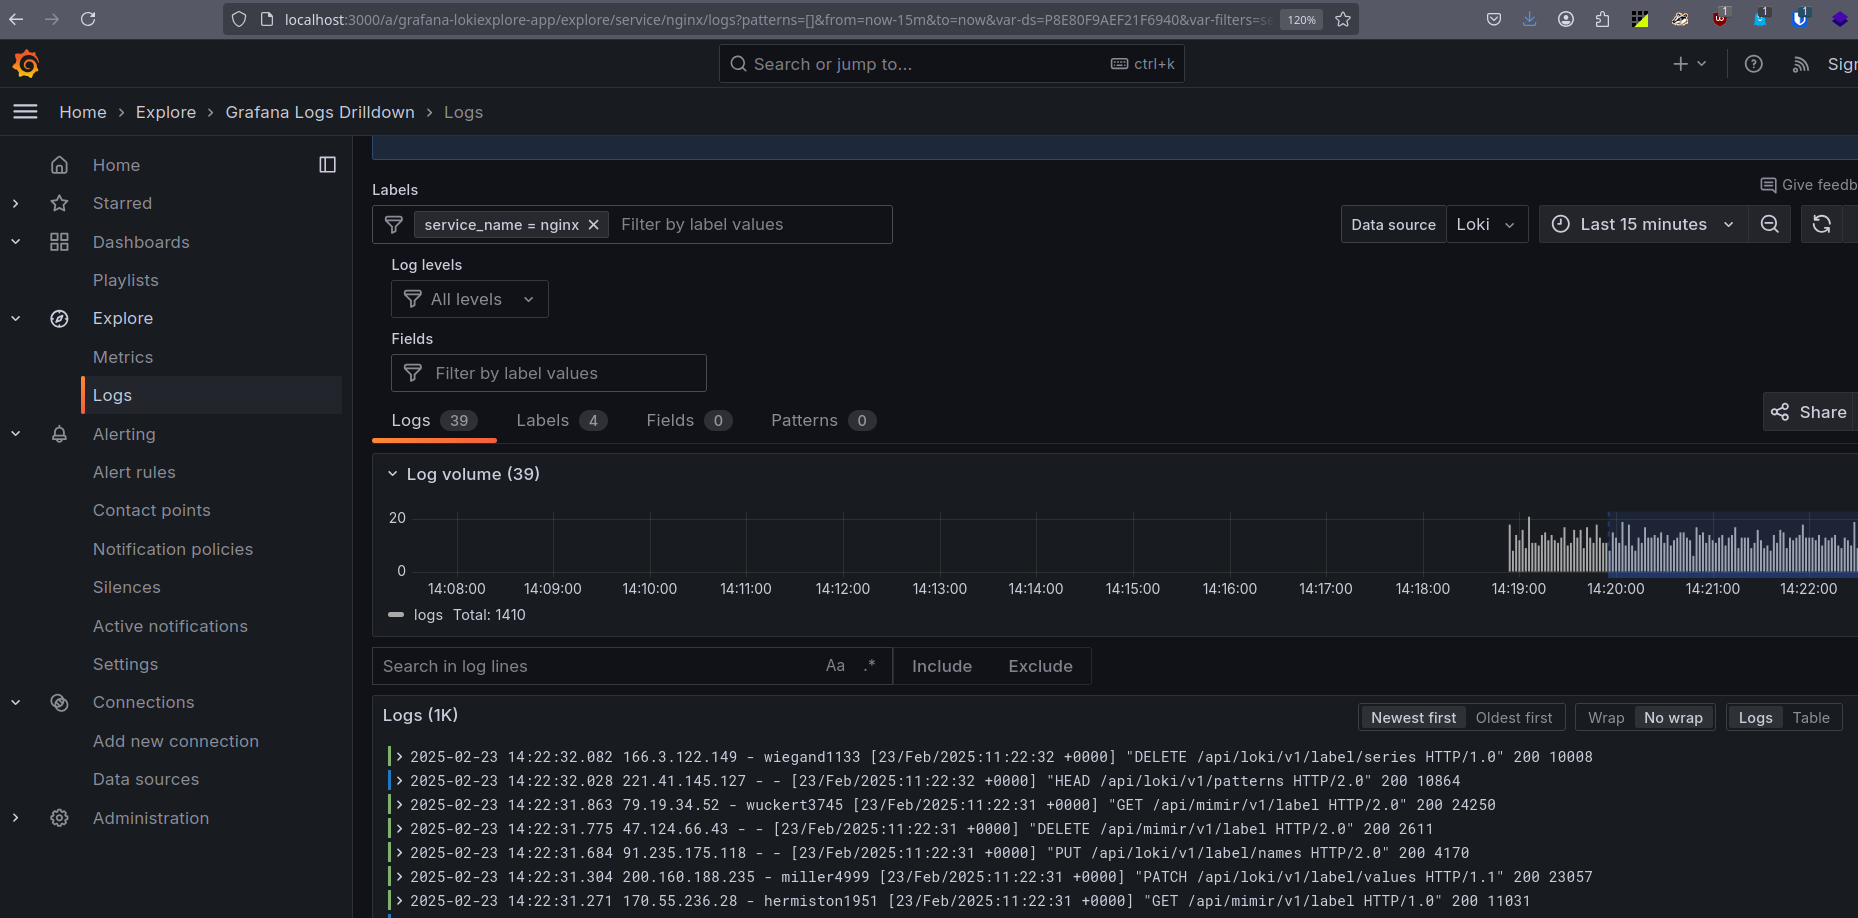 localhost:3000/a/grafana-lokiexplore-app/explore/service/nginx/logs?patterns=[]&from=now-15m&to=now&var-ds=P8E80F9AEF21F6940&var-filters=se
120%
1
1
1
Search or jump to...
ctrl+k
Sign
Home › Explore › Grafana Logs Drilldown › Logs
Home
Starred
Dashboards
Playlists
Explore
Metrics
Logs
Alerting
Alert rules
Contact points
Notification policies
Silences
Active notifications
Settings
Connections
Add new connection
Data sources
Administration
Labels
Give feedb
service_name = nginx
Filter by label values
Data source
Loki
Last 15 minutes
Log levels
All levels
Fields
Filter by label values
Logs 39
Labels 4
Fields 0
Patterns 0
Share
Log volume (39)
20
0
14:08:00 14:09:00 14:10:00 14:11:00 14:12:00 14:13:00 14:14:00 14:15:00 14:16:00 14:17:00 14:18:00 14:19:00 14:20:00 14:21:00 14:22:00
logs Total: 1410
Search in log lines
Aa .*
Include
Exclude
Logs (1K)
Newest first
Oldest first
Wrap
No wrap
Logs
Table
2025-02-23 14:22:32.082 166.3.122.149 - wiegand1133 [23/Feb/2025:11:22:32 +0000] "DELETE /api/loki/v1/label/series HTTP/1.0" 200 10008
2025-02-23 14:22:32.028 221.41.145.127 - - [23/Feb/2025:11:22:32 +0000] "HEAD /api/loki/v1/patterns HTTP/2.0" 200 10864
2025-02-23 14:22:31.863 79.19.34.52 - wuckert3745 [23/Feb/2025:11:22:31 +0000] "GET /api/mimir/v1/label HTTP/2.0" 200 24250
2025-02-23 14:22:31.775 47.124.66.43 - - [23/Feb/2025:11:22:31 +0000] "DELETE /api/mimir/v1/label HTTP/2.0" 200 2611
2025-02-23 14:22:31.684 91.235.175.118 - - [23/Feb/2025:11:22:31 +0000] "PUT /api/loki/v1/label/names HTTP/2.0" 200 4170
2025-02-23 14:22:31.304 200.160.188.235 - miller4999 [23/Feb/2025:11:22:31 +0000] "PATCH /api/loki/v1/label/values HTTP/1.1" 200 23057
2025-02-23 14:22:31.271 170.55.236.28 - hermiston1951 [23/Feb/2025:11:22:31 +0000] "GET /api/mimir/v1/label HTTP/1.0" 200 11031